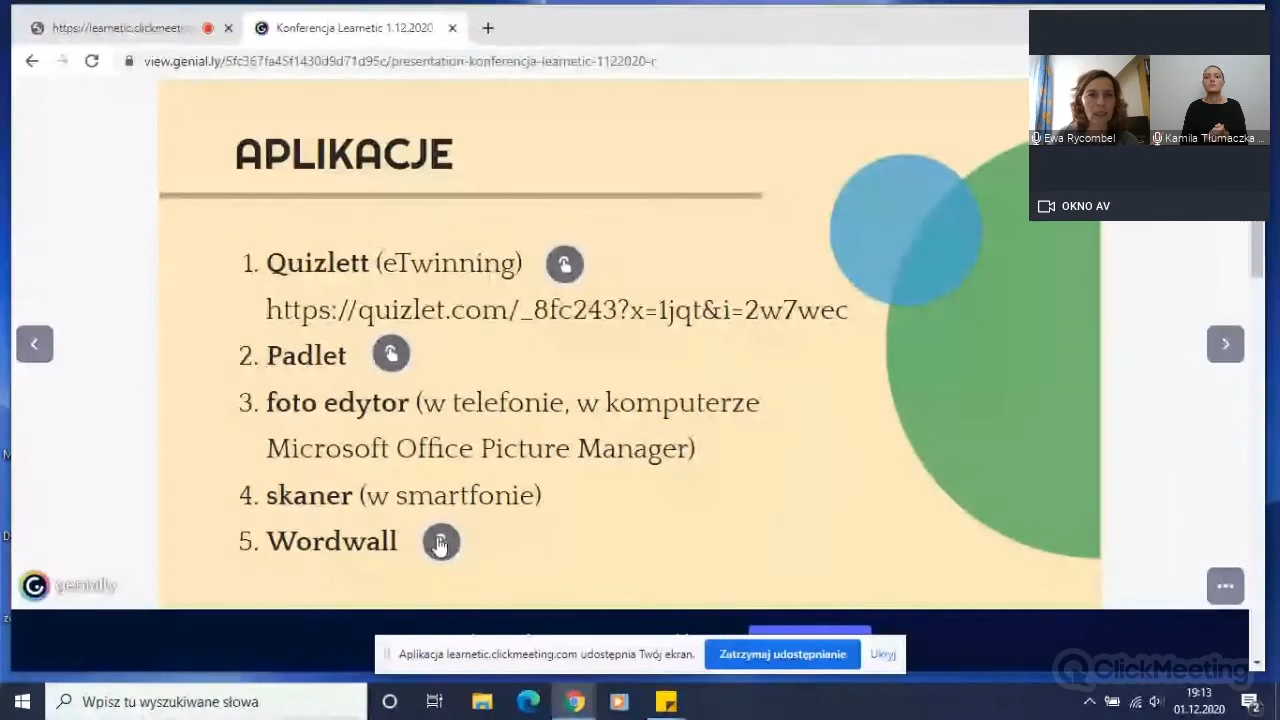 https://learnetic.clickmeeti
Konferencja Learnetic 1.12.2020
view.genial.ly/5fc367fa45f1430d9d71d95c/presentation-konferencja-learnetic-1122020-r
Ewa Rycombel
Kamila Tłumaczka ...
OKNO AV
APLIKACJE
1. Quizlett (eTwinning)
https://quizlet.com/_8fc243?x=1jqt&i=2w7wec
2. Padlet
3. foto edytor (w telefonie, w komputerze
Microsoft Office Picture Manager)
4. skaner (w smartfonie)
5. Wordwall
genially
Aplikacja learnetic.clickmeeting.com udostępnia Twój ekran.
Zatrzymaj udostępnianie
Ukryj
ClickMeeting
Wpisz tu wyszukiwane słowa
19:13
01.12.2020
2